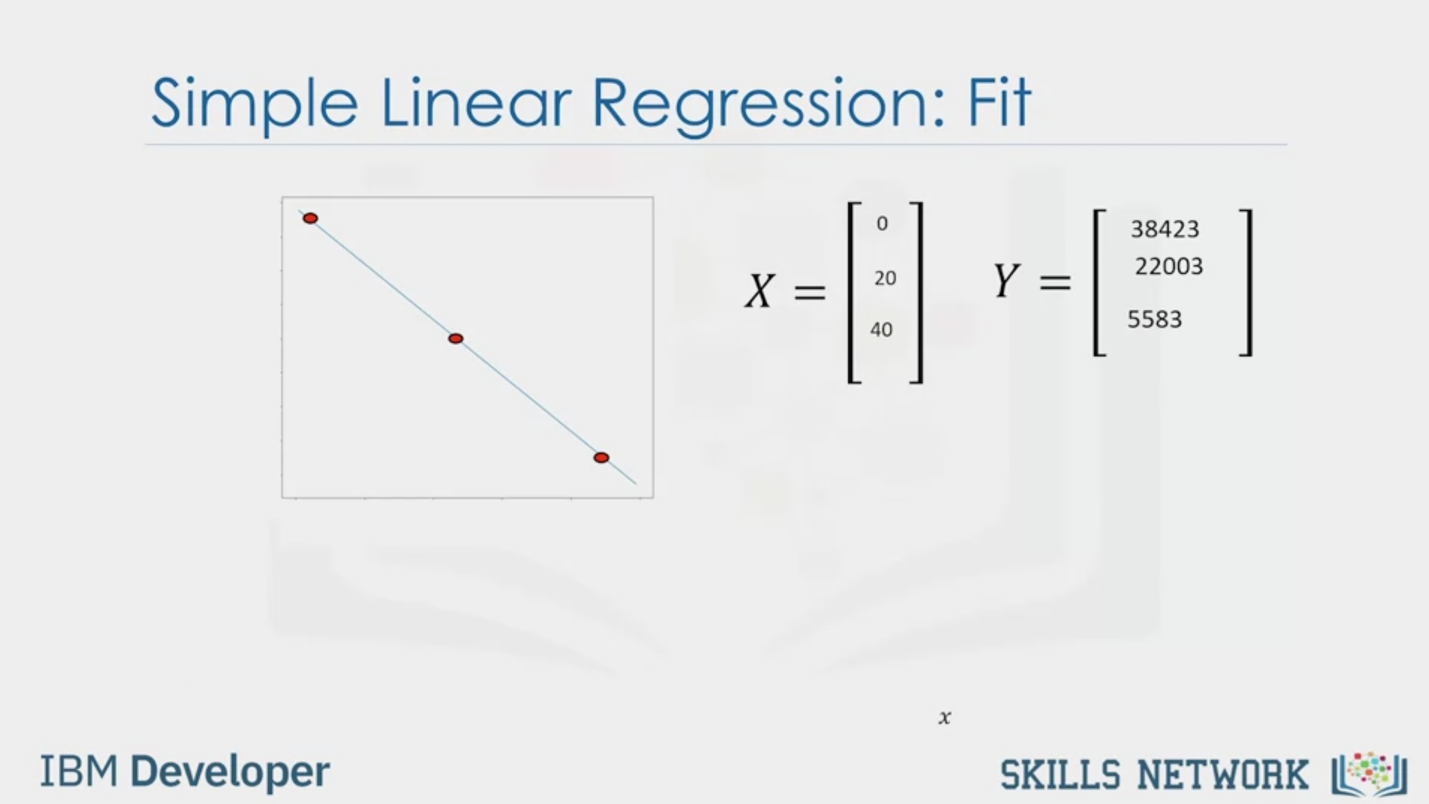 Simple Linear Regression: Fit
X = [0
20
40]
Y = [38423
22003
5583]
x
IBM Developer
SKILLS NETWORK